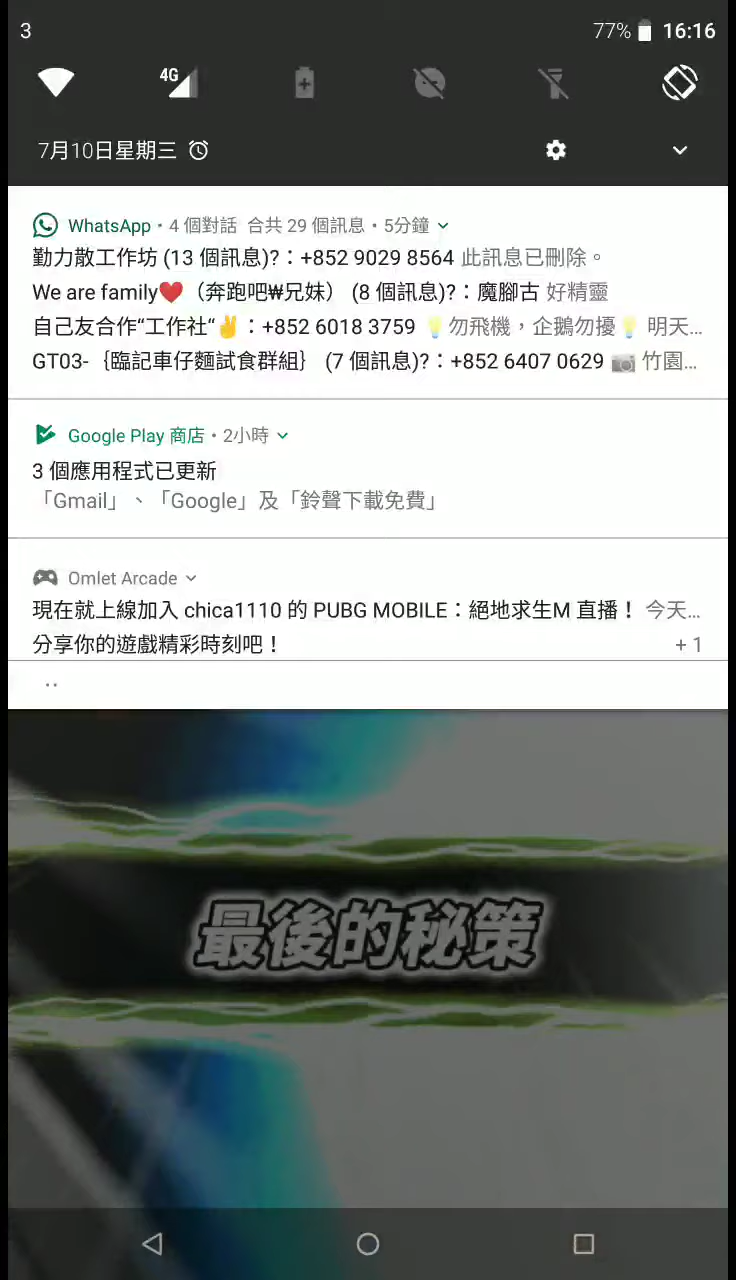 3 77% 16:16
4G
7月10日星期三
WhatsApp • 4 個對話 合共 29 個訊息 • 5分鐘
勤力散工作坊 (13 個訊息)?：+852 9029 8564 此訊息已刪除。
We are family❤️（奔跑吧₩兄妹） (8 個訊息)?：魔腳古 好精靈
自己友合作“工作社“✌️：+852 6018 3759 💡勿飛機，企鵝勿擾💡 明天...
GT03-｛臨記車仔麵試食群組｝ (7 個訊息)?：+852 6407 0629 📷 竹園...
Google Play 商店 • 2小時
3 個應用程式已更新
「Gmail」、「Google」及「鈴聲下載免費」
Omlet Arcade
現在就上線加入 chica1110 的 PUBG MOBILE：絕地求生M 直播！ 今天...
分享你的遊戲精彩時刻吧！ + 1
..
最後的秘策